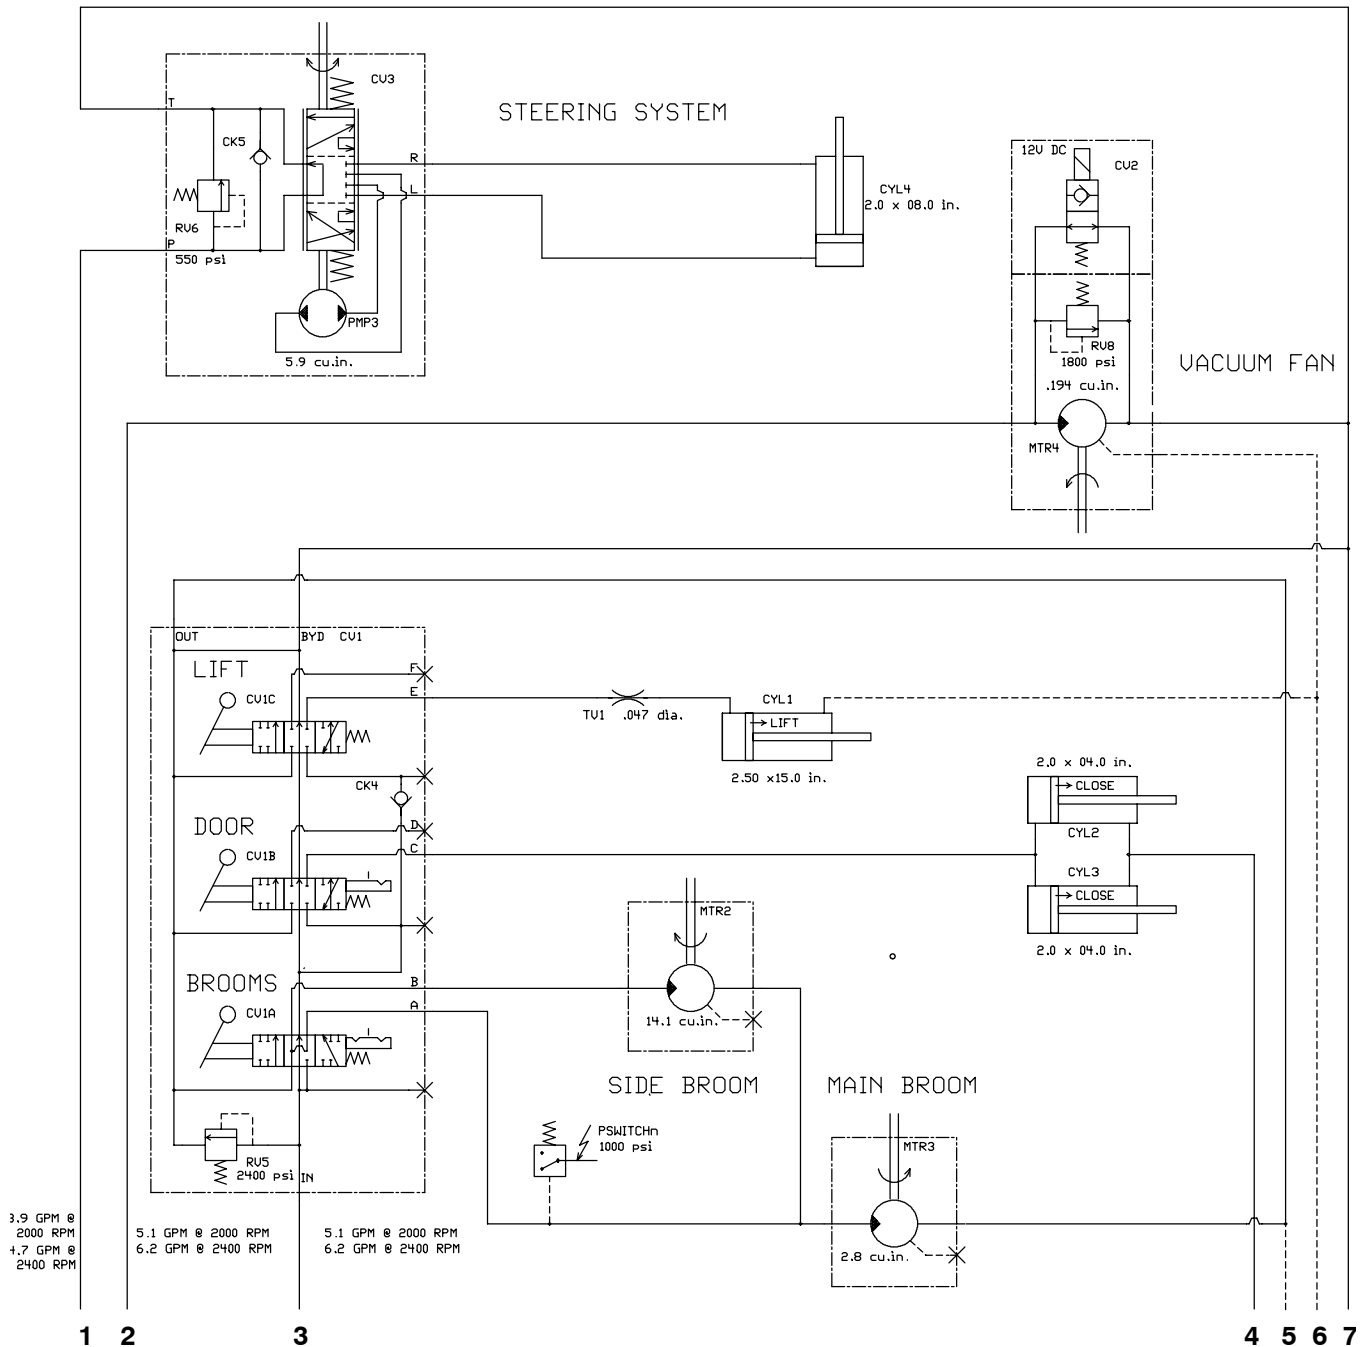 CV3
STEERING SYSTEM
T
CK5
R
12V DC
CV2
L
CYL4
2.0 x 08.0 in.
RV6
P
550 psi
PMP3
5.9 cu.in.
RV8
1800 psi
VACUUM FAN
.194 cu.in.
MTR4
OUT
BYD CV1
LIFT
F
E
CV1C
CYL1
TV1 .047 dia.
LIFT
2.50 x15.0 in.
2.0 x 04.0 in.
CK4
CLOSE
DOOR
D
CYL2
C
CV1B
CYL3
CLOSE
MTR2
2.0 x 04.0 in.
BROOMS
B
A
CV1A
14.1 cu.in.
SIDE BROOM
MAIN BROOM
PSWITCHn
1000 psi
MTR3
RV5
2400 psi IN
3.9 GPM @
2000 RPM
4.7 GPM @
2400 RPM
5.1 GPM @ 2000 RPM
6.2 GPM @ 2400 RPM
5.1 GPM @ 2000 RPM
6.2 GPM @ 2400 RPM
2.8 cu.in.
1 2 3 4 5 6 7